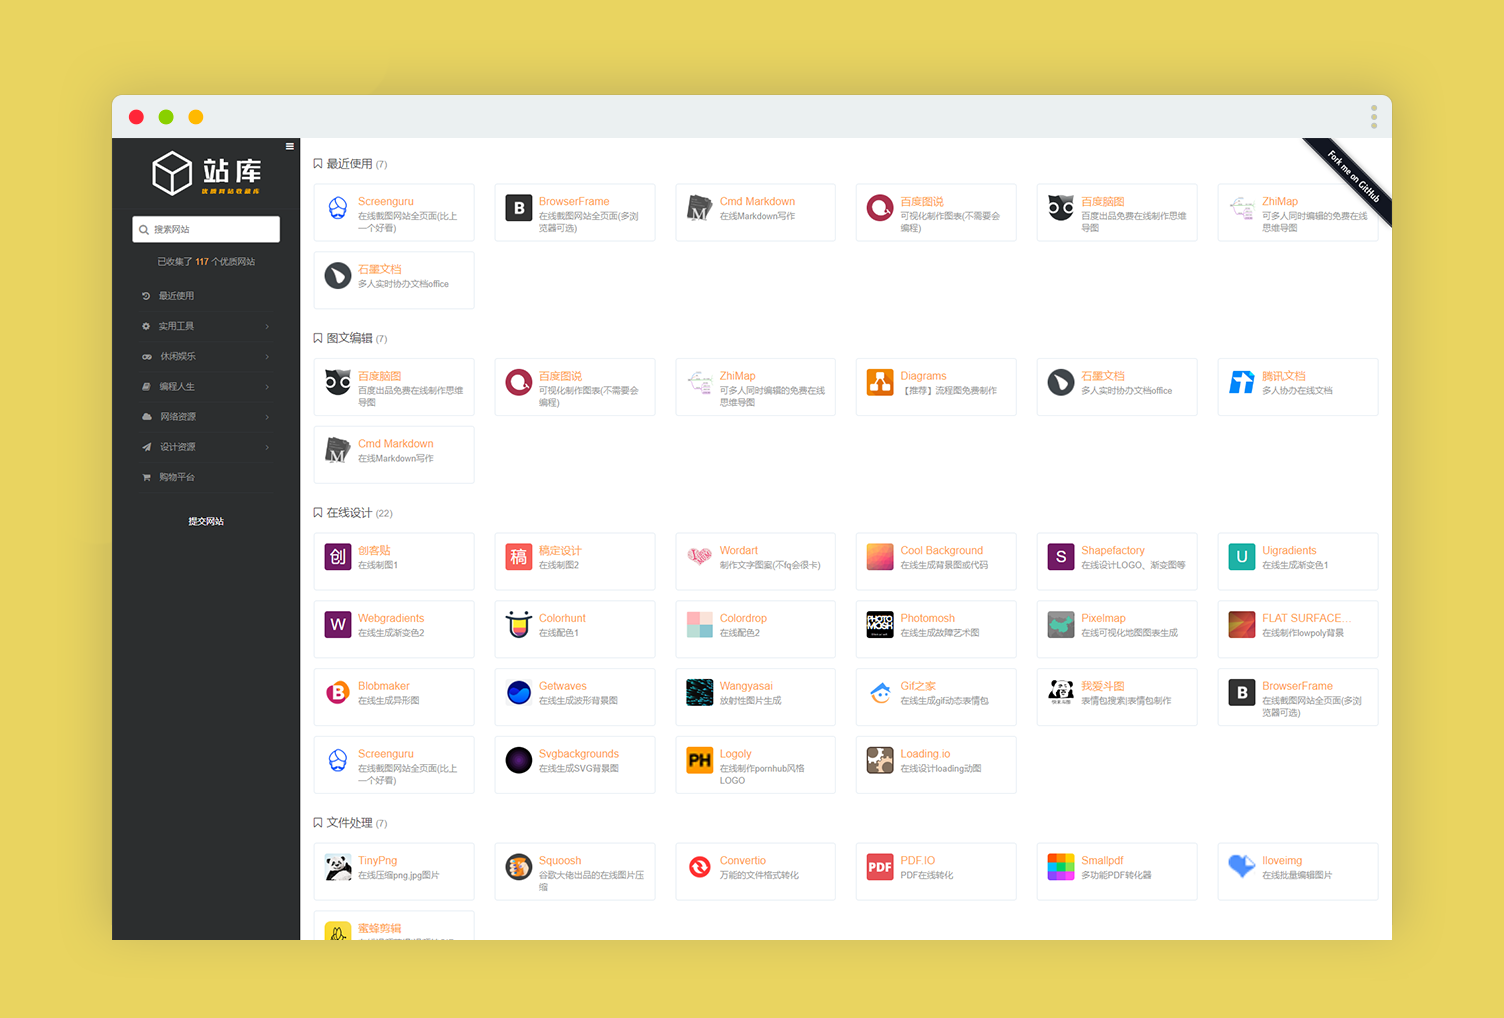 站库
优雅网站收藏库
搜索网站
已收集了 117 个优质网站
最近使用
实用工具
休闲娱乐
编程人生
网络资源
设计资源
购物平台
提交网站
Fork me on GitHub
最近使用 (7)
Screenguru
在线截图网站全页面(比上
一个好看)
BrowserFrame
在线截图网站全页面(多浏
览器可选)
Cmd Markdown
在线Markdown写作
百度图说
可视化制作图表(不需要会
编程)
百度脑图
百度出品免费在线制作思维
导图
ZhiMap
可多人同时编辑的免费在线
思维导图
石墨文档
多人实时协办文档office
图文编辑 (7)
百度脑图
百度出品免费在线制作思维
导图
百度图说
可视化制作图表(不需要会
编程)
ZhiMap
可多人同时编辑的免费在线
思维导图
Diagrams
【推荐】流程图免费制作
石墨文档
多人实时协办文档office
腾讯文档
多人协办在线文档
Cmd Markdown
在线Markdown写作
在线设计 (22)
创
创客贴
在线制图1
稿
稿定设计
在线制图2
Wordart
制作文字图案(不fq会很卡)
Cool Background
在线生成背景图或代码
S
Shapefactory
在线设计LOGO、渐变图等
U
Uigradients
在线生成渐变色1
W
Webgradients
在线生成渐变色2
Colorhunt
在线配色1
Colordrop
在线配色2
PHOTO
MOSH
Photomosh
在线生成故障艺术图
Pixelmap
在线可视化地图图表生成
FLAT SURFACE...
在线制作lowpoly背景
B
Blobmaker
在线生成异形图
Getwaves
在线生成波形背景图
Wangyasai
放射性图片生成
Gif之家
在线生成gif动态表情包
我爱斗图
表情包搜索|表情包制作
B
BrowserFrame
在线截图网站全页面(多浏
览器可选)
Screenguru
在线截图网站全页面(比上
一个好看)
Svgbackgrounds
在线生成SVG背景图
PH
Logoly
在线制作pornhub风格
LOGO
Loading.io
在线设计loading动图
文件处理 (7)
TinyPng
在线压缩png.jpg图片
Squoosh
谷歌大佬出品的在线图片压
缩
Convertio
万能的文件格式转化
PDF
PDF.IO
PDF在线转化
Smallpdf
多功能PDF转化器
Iloveimg
在线批量编辑图片
蜜蜂剪辑